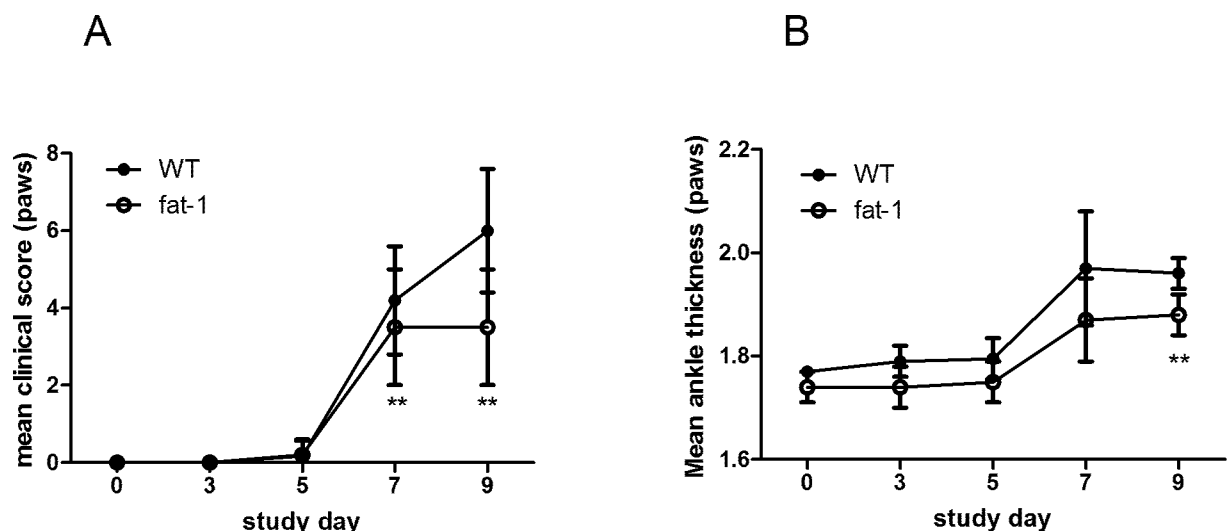 A
mean clinical score (paws)
8
6
4
2
0
WT
fat-1
**
**
0
3
5
7
9
study day
B
Mean ankle thickness (paws)
2.2
2.0
1.8
1.6
WT
fat-1
**
0
3
5
7
9
study day